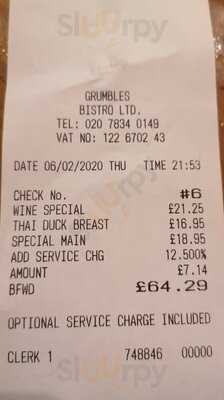 Sluurpy
GRUMBLES
BISTRO LTD.
TEL: 020 7834 0149
VAT NO: 122 6702 43
DATE 06/02/2020 THU TIME 21:53
CHECK No. #6
WINE SPECIAL £21.25
THAI DUCK BREAST £16.95
SPECIAL MAIN £18.95
ADD SERVICE CHG 12.500%
AMOUNT £7.14
BFWD £64.29
OPTIONAL SERVICE CHARGE INCLUDED
CLERK 1 748846 00000
Sluurpy